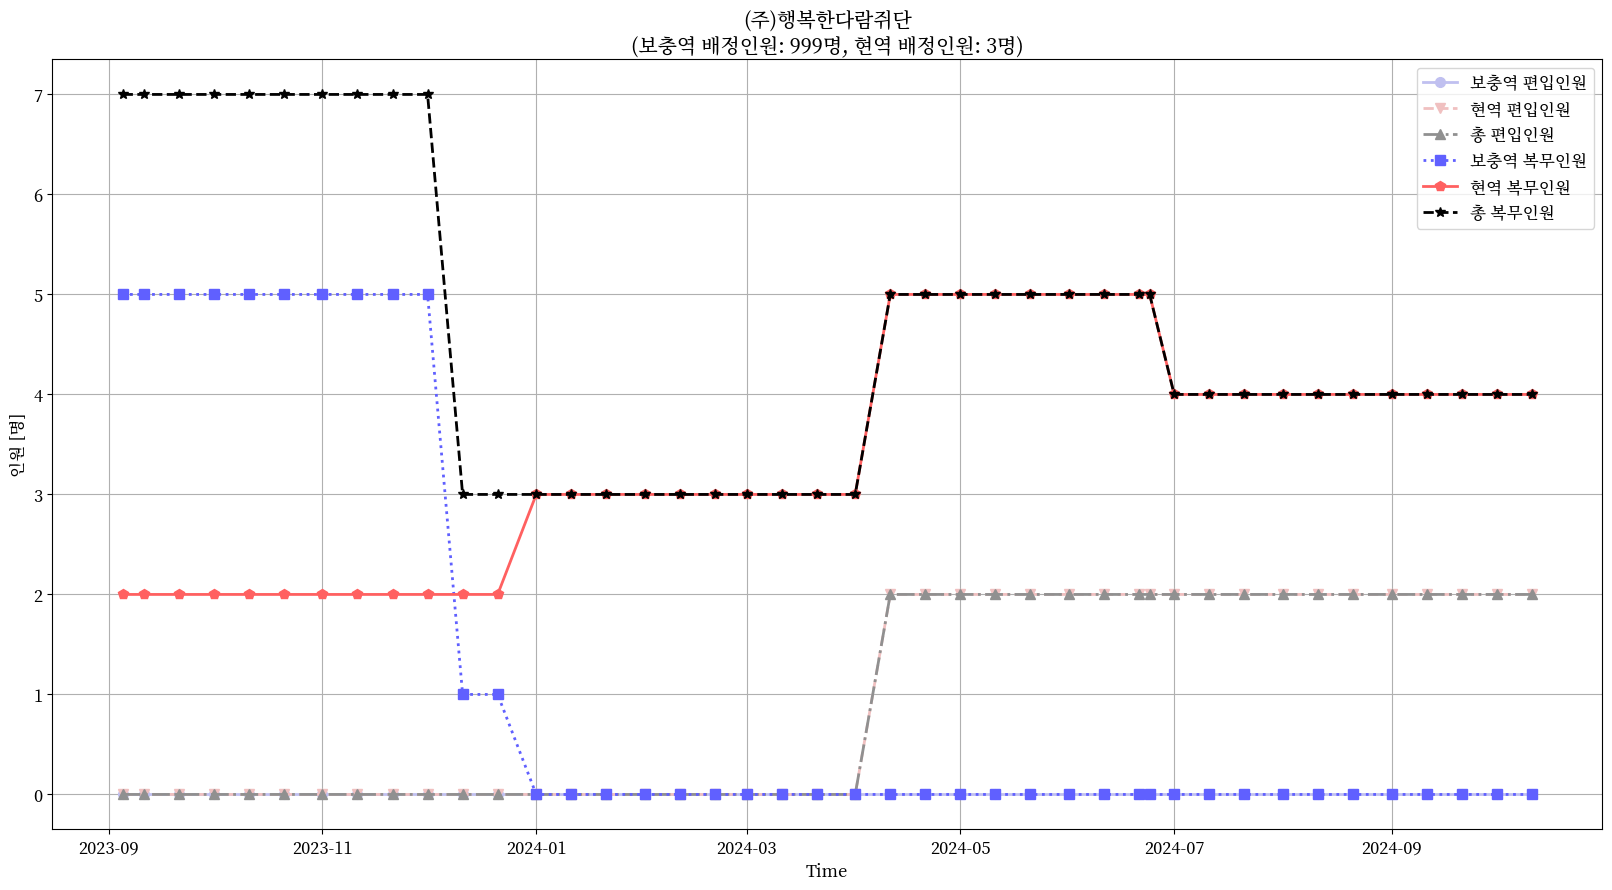 (주)행복한다람쥐단
(보충역 배정인원: 999명, 현역 배정인원: 3명)
보충역 편입인원
현역 편입인원
총 편입인원
보충역 복무인원
현역 복무인원
총 복무인원
인원 [명]
7
6
5
4
3
2
1
0
2023-09 2023-11 2024-01 2024-03 2024-05 2024-07 2024-09
Time